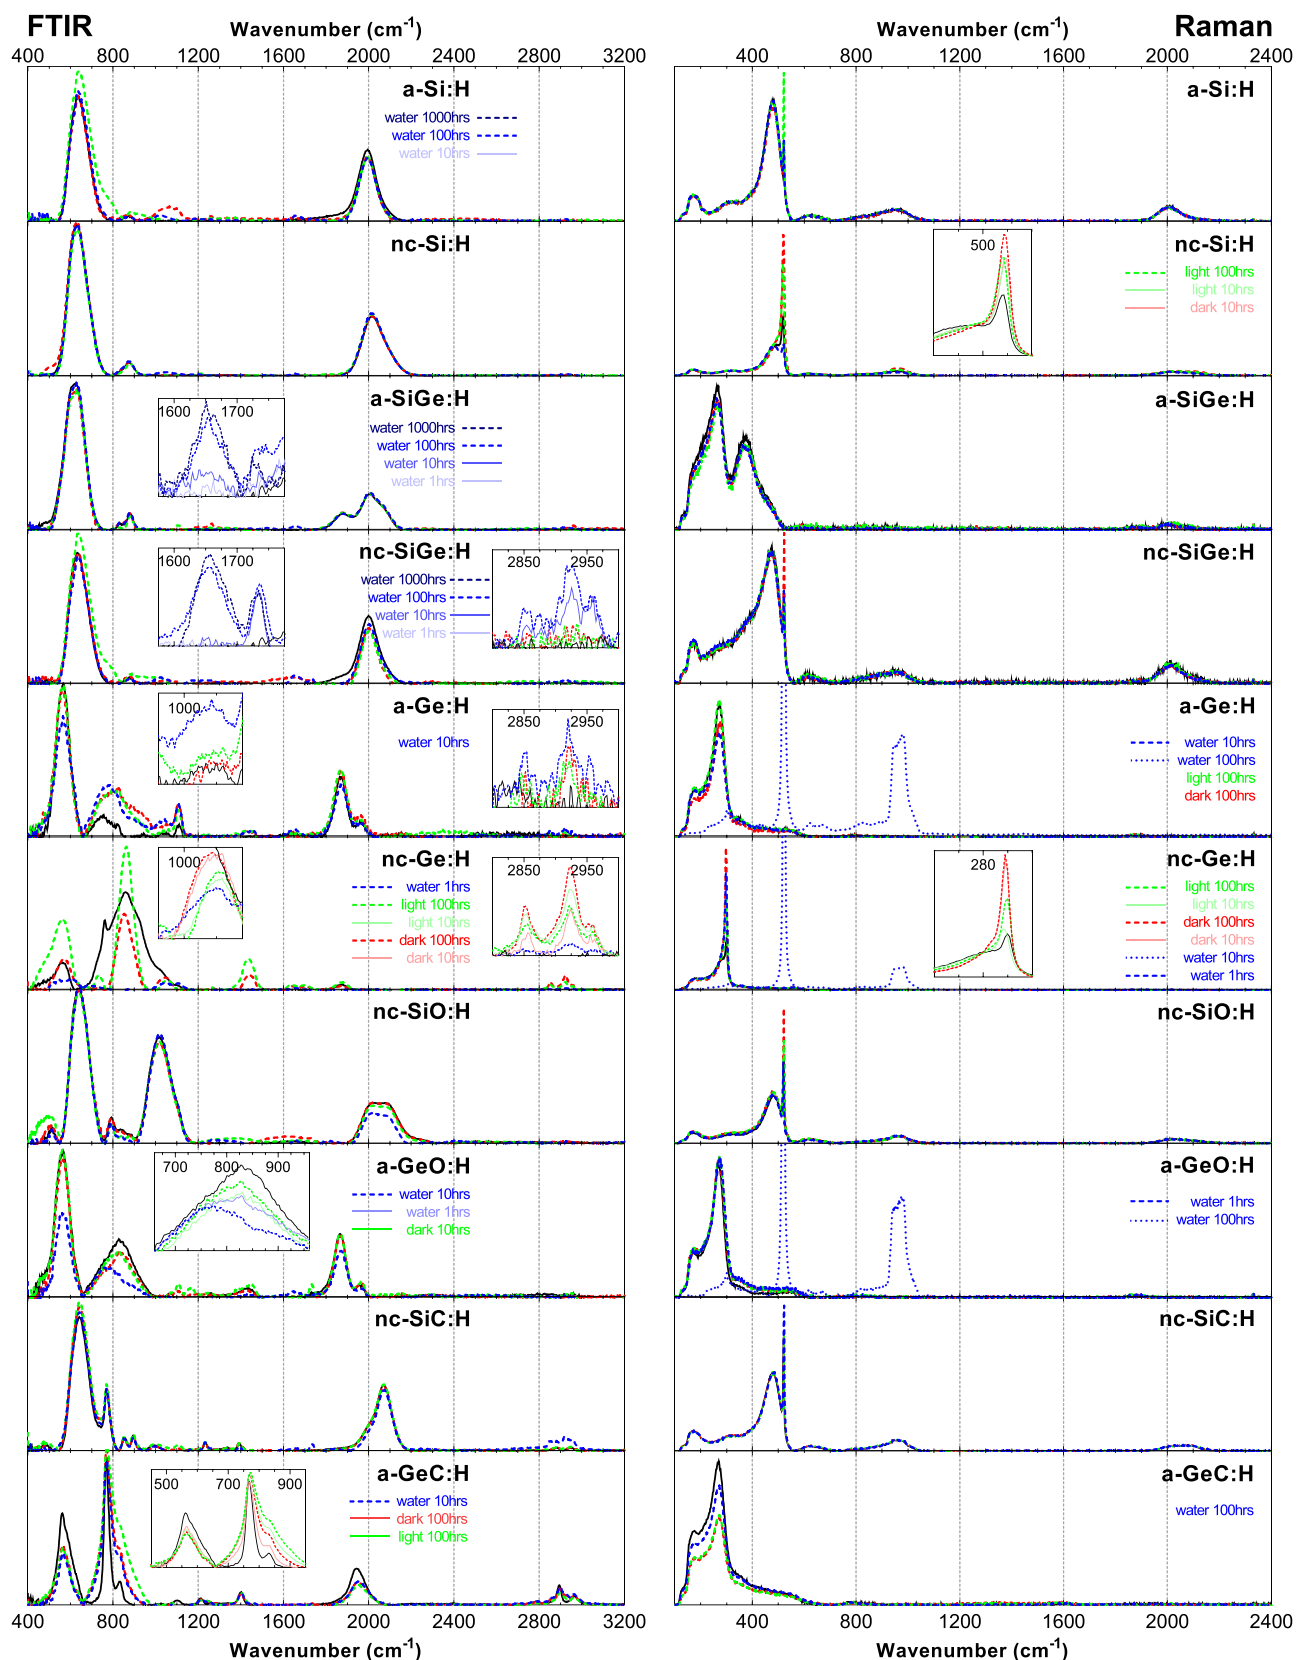 FTIR
Wavenumber (cm-1)
Wavenumber (cm-1)
Raman
400 800 1200 1600 2000 2400 2800 3200
400 800 1200 1600 2000 2400
a-Si:H
water 1000hrs
water 100hrs
water 10hrs
a-Si:H
nc-Si:H
500
nc-Si:H
light 100hrs
light 10hrs
dark 10hrs
a-SiGe:H
1600 1700
water 1000hrs
water 100hrs
water 10hrs
water 1hrs
a-SiGe:H
nc-SiGe:H
1600 1700
2850 2950
water 1000hrs
water 100hrs
water 10hrs
water 1hrs
nc-SiGe:H
a-Ge:H
1000
2850 2950
water 10hrs
a-Ge:H
water 10hrs
water 100hrs
light 100hrs
dark 100hrs
nc-Ge:H
1000
2850 2950
water 1hrs
light 100hrs
light 10hrs
dark 100hrs
dark 10hrs
280
nc-Ge:H
light 100hrs
light 10hrs
dark 100hrs
dark 10hrs
water 10hrs
water 1hrs
nc-SiO:H
nc-SiO:H
a-GeO:H
700 800 900
water 10hrs
water 1hrs
dark 10hrs
a-GeO:H
water 1hrs
water 100hrs
nc-SiC:H
nc-SiC:H
a-GeC:H
500 700 900
water 10hrs
dark 100hrs
light 100hrs
a-GeC:H
water 100hrs
400 800 1200 1600 2000 2400 2800 3200
400 800 1200 1600 2000 2400
Wavenumber (cm-1)
Wavenumber (cm-1)